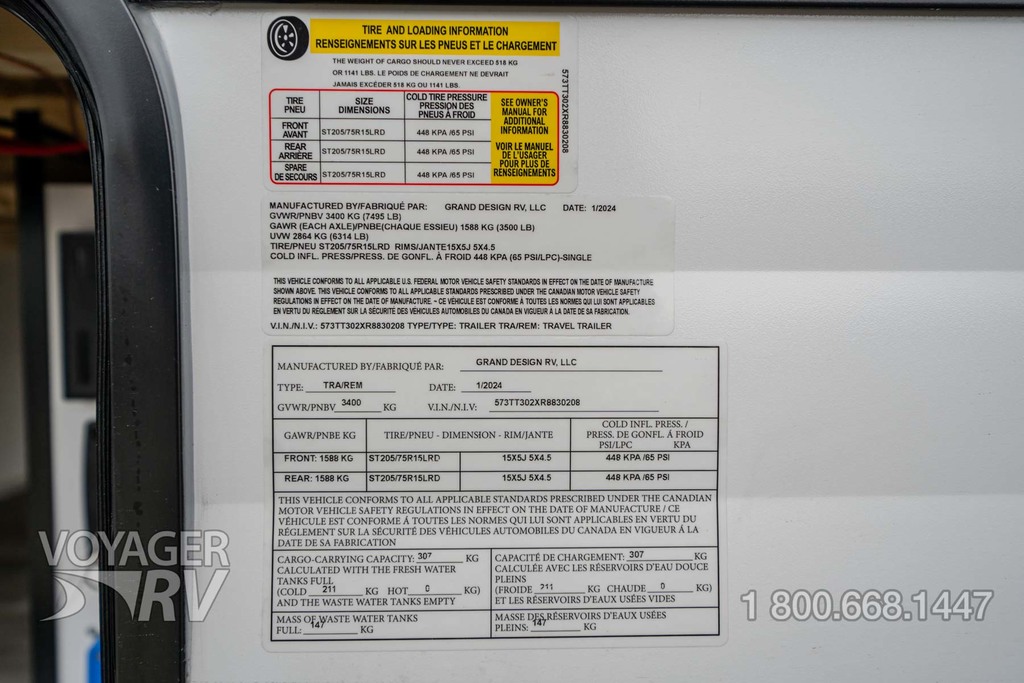 TIRE AND LOADING INFORMATION
RENSEIGNEMENTS SUR LES PNEUS ET LE CHARGEMENT
THE WEIGHT OF CARGO SHOULD NEVER EXCEED 518 KG
OR 1141 LBS. LE POIDS DE CHARGEMENT NE DEVRAIT
JAMAIS EXCÉDER 518 KG OU 1141 LBS.
573TT302XR8830208
TIRE PNEU SIZE DIMENSIONS COLD TIRE PRESSURE PRESSION DES PNEUS À FROID
FRONT AVANT ST205/75R15LRD 448 KPA /65 PSI
REAR ARRIÈRE ST205/75R15LRD 448 KPA /65 PSI
SPARE DE SECOURS ST205/75R15LRD 448 KPA /65 PSI
SEE OWNER'S
MANUAL FOR
ADDITIONAL
INFORMATION
VOIR LE MANUEL
DE L'USAGER
POUR PLUS DE
RENSEIGNEMENTS
MANUFACTURED BY/FABRIQUÉ PAR: GRAND DESIGN RV, LLC DATE: 1/2024
GVWR/PNBV 3400 KG (7495 LB)
GAWR (EACH AXLE)/PNBE(CHAQUE ESSIEU) 1588 KG (3500 LB)
UVW 2864 KG (6314 LB)
TIRE/PNEU ST205/75R15LRD RIMS/JANTE15X5J 5X4.5
COLD INFL. PRESS/PRESS. DE GONFL. À FROID 448 KPA (65 PSI/LPC)-SINGLE
THIS VEHICLE CONFORMS TO ALL APPLICABLE U.S. FEDERAL MOTOR VEHICLE SAFETY STANDARDS IN EFFECT ON THE DATE OF MANUFACTURE
SHOWN ABOVE. THIS VEHICLE CONFORMS TO ALL APPLICABLE STANDARDS PRESCRIBED UNDER THE CANADIAN MOTOR VEHICLE SAFETY
REGULATIONS IN EFFECT ON THE DATE OF MANUFACTURE. - CE VÉHICULE EST CONFORME À TOUTES LES NORMES QUI LUI SONT APPLICABLES
EN VERTU DU RÉGLEMENT SUR LA SÉCURITÉ DES VÉHICULES AUTOMOBILES DU CANADA EN VIGUEUR À LA DATE DE SA FABRICATION.
V.I.N./N.I.V.: 573TT302XR8830208 TYPE/TYPE: TRAILER TRA/REM: TRAVEL TRAILER
MANUFACTURED BY/FABRIQUÉ PAR: GRAND DESIGN RV, LLC
TYPE: TRA/REM DATE: 1/2024
GVWR/PNBV 3400 KG V.I.N./N.I.V: 573TT302XR8830208
GAWR/PNBE KG TIRE/PNEU - DIMENSION - RIM/JANTE COLD INFL. PRESS./ PRESS. DE GONFL. À FROID PSI/LPC KPA
FRONT: 1588 KG ST205/75R15LRD 15X5J 5X4.5 448 KPA /65 PSI
REAR: 1588 KG ST205/75R15LRD 15X5J 5X4.5 448 KPA /65 PSI
THIS VEHICLE CONFORMS TO ALL APPLICABLE STANDARDS PRESCRIBED UNDER THE CANADIAN
MOTOR VEHICLE SAFETY REGULATIONS IN EFFECT ON THE DATE OF MANUFACTURE / CE
VÉHICULE EST CONFORME Á TOUTES LES NORMES QUI LUI SONT APPLICABLES EN VERTU DU
RÉGLEMENT SUR LA SÉCURITÉ DES VÉHICULES AUTOMOBILES DU CANADA EN VIGUEUR Á LA
DATE DE SA FABRICATION
CARGO-CARRYING CAPACITY: 307 KG
CALCULATED WITH THE FRESH WATER
TANKS FULL
(COLD 211 KG HOT 0 KG)
AND THE WASTE WATER TANKS EMPTY
CAPACITÉ DE CHARGEMENT: 307 KG
CALCULÉE AVEC LES RÉSERVOIRS D'EAU DOUCE
PLEINS
(FROIDE 211 KG CHAUDE 0 KG)
ET LES RÉSERVOIRS D'EAUX USÉES VIDES
MASS OF WASTE WATER TANKS
FULL: 147 KG
MASSE DES RÉSERVOIRS D'EAUX USÉES
PLEINS: 147 KG
VOYAGER
RV
1 800.668.1447